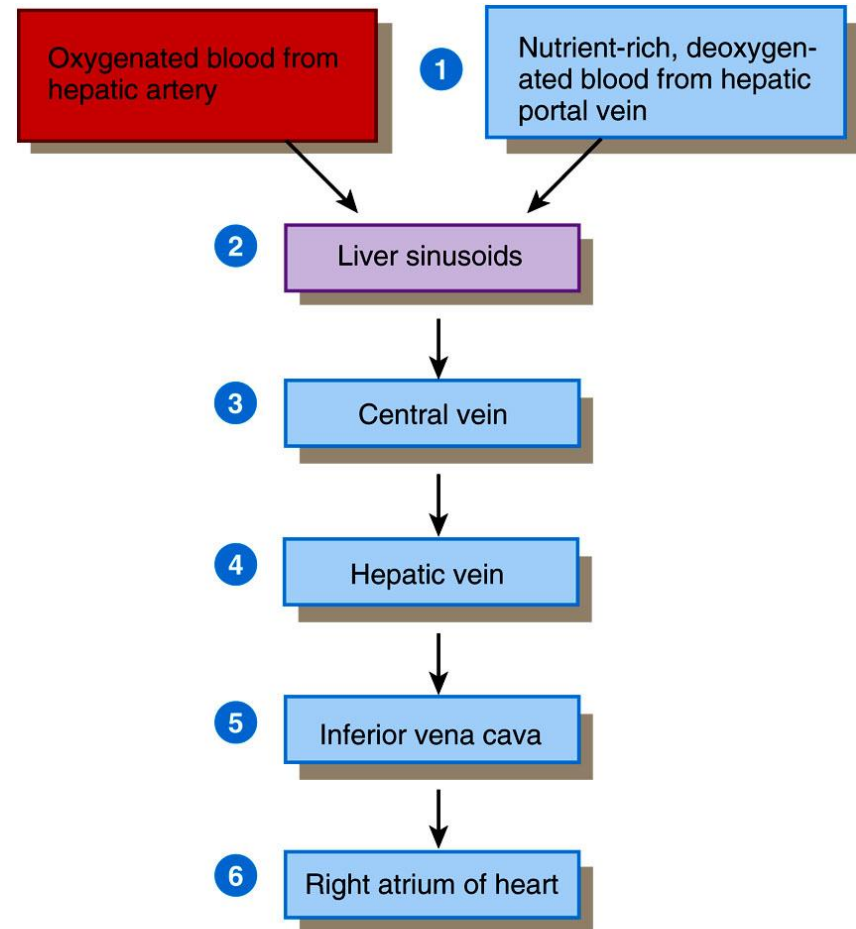 Oxygenated blood from
hepatic artery
1
Nutrient-rich, deoxygen-
ated blood from hepatic
portal vein
2
Liver sinusoids
3
Central vein
4
Hepatic vein
5
Inferior vena cava
6
Right atrium of heart